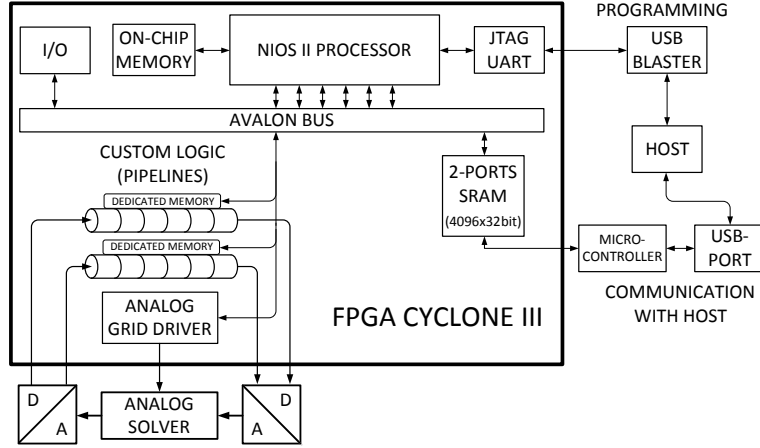 PROGRAMMING
I/O
ON-CHIP
MEMORY
NIOS II PROCESSOR
JTAG
UART
USB
BLASTER
AVALON BUS
CUSTOM LOGIC
(PIPELINES)
DEDICATED MEMORY
DEDICATED MEMORY
2-PORTS
SRAM
(4096x32bit)
HOST
MICRO-
CONTROLLER
USB-
PORT
ANALOG
GRID DRIVER
FPGA CYCLONE III
COMMUNICATION
WITH HOST
D
A
ANALOG
SOLVER
D
A